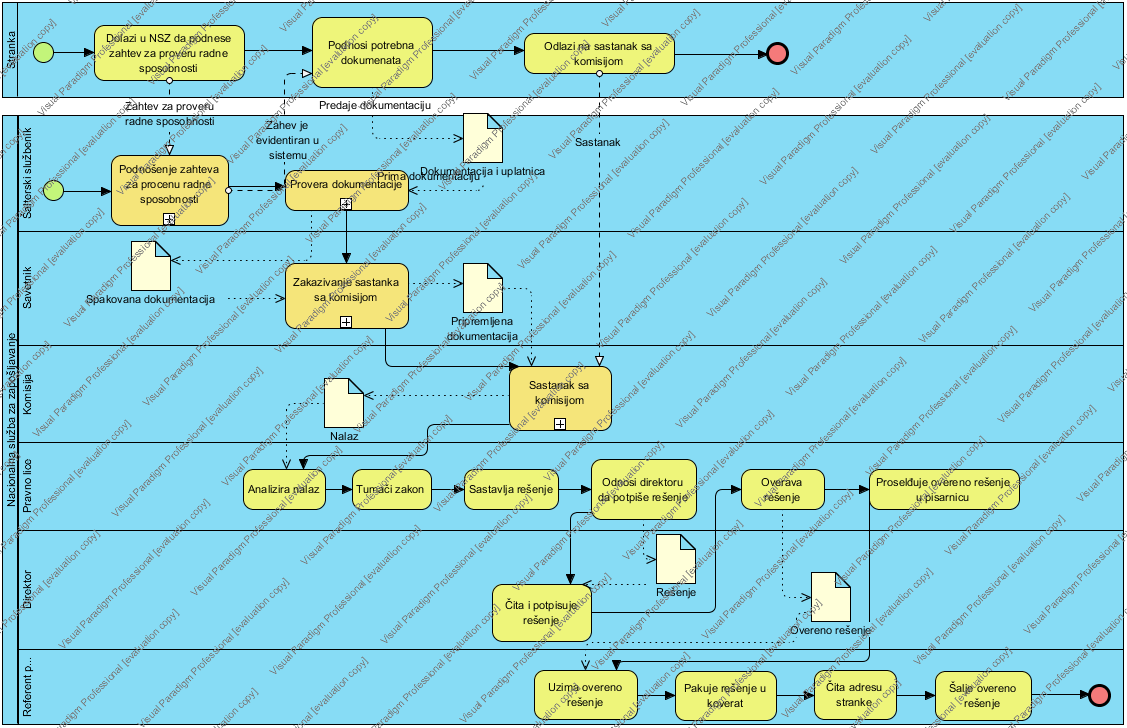 Stranka
Dolazi u NSZ da podnese
zahtev za proveru radne
sposobnosti
Podnosi potrebna
dokumenata
Odlazi na sastanak sa
komisijom
Zahtev za proveru
radne sposobnosti
Zahev je
evidentiran u
sistemu
Predaje dokumentaciju
Dokumentacija i uplatnica
Sastanak
Nacionalna služba za zapošljavanje
Šalterski službenik
Podnošenje zahteva
za procenu radne
sposobnosti
Provera dokumentacije
Prima dokumentaciju
Savetnik
Spakovana dokumentacija
Zakazivanje sastanka
sa komisijom
Pripremljena
dokumentacija
Komisija
Nalaz
Sastanak sa
komisijom
Pravno lice
Analizira nalaz
Tumači zakon
Sastavlja rešenje
Odnosi direktoru
da potpiše rešenje
Overava
rešenje
Prosleđuje overeno rešenje
u pisarnicu
Direktor
Čita i potpisuje
rešenje
Rešenje
Overeno rešenje
Referent p...
Uzima overeno
rešenje
Pakuje rešenje u
koverat
Čita adresu
stranke
Šalje overeno
rešenje
Visual Paradigm Professional [evaluation copy]